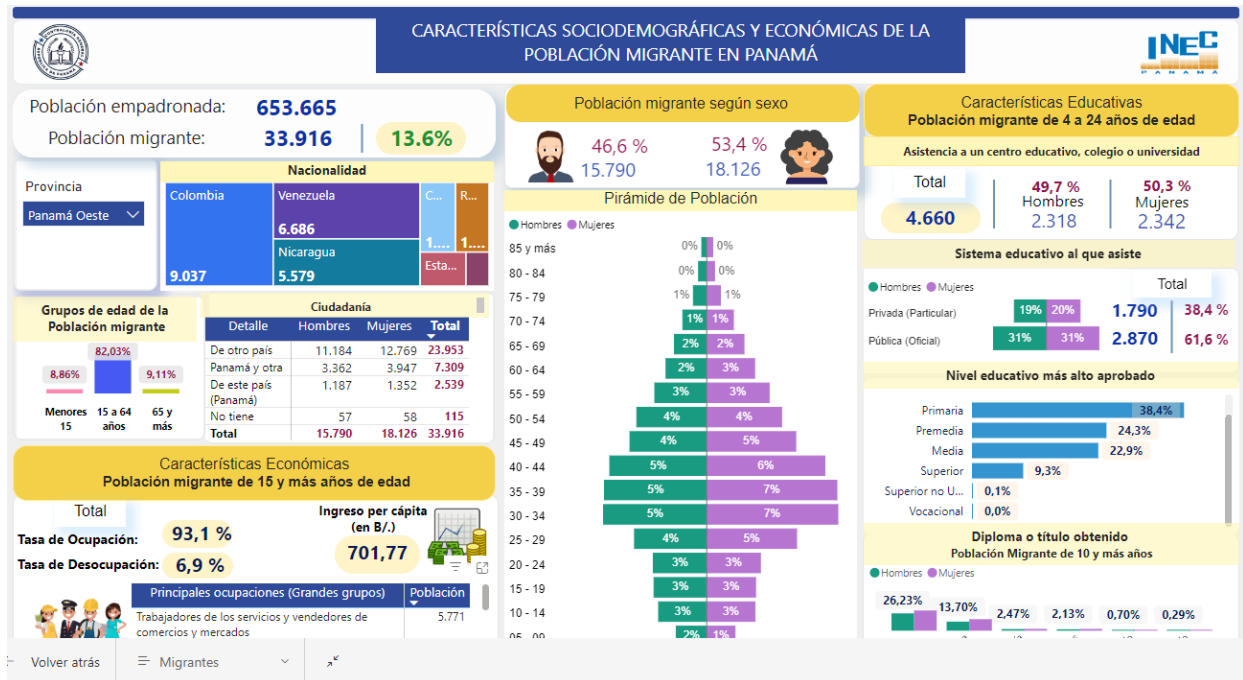 CARACTERÍSTICAS SOCIODEMOGRÁFICAS Y ECONÓMICAS DE LA
POBLACIÓN MIGRANTE EN PANAMÁ
INEC
PANAMÁ
Población empadronada: 653.665
Población migrante: 33.916 13.6%
Provincia
Panamá Oeste
Nacionalidad
Colombia
9.037
Venezuela
6.686
Nicaragua
5.579
C...
1....
R...
1....
Esta...
Grupos de edad de la
Población migrante
82,03%
8,86% 9,11%
Menores 15 a 64 65 y
15 años más
Ciudadanía
Detalle Hombres Mujeres Total
De otro país 11.184 12.769 23.953
Panamá y otra 3.362 3.947 7.309
De este país 1.187 1.352 2.539
(Panamá)
No tiene 57 58 115
Total 15.790 18.126 33.916
Características Económicas
Población migrante de 15 y más años de edad
Total
Tasa de Ocupación: 93,1 %
Tasa de Desocupación: 6,9 %
Ingreso per cápita
(en B/.)
701,77
Principales ocupaciones (Grandes grupos) Población
Trabajadores de los servicios y vendedores de 5.771
comercios y mercados
Población migrante según sexo
46,6 % 53,4 %
15.790 18.126
Pirámide de Población
Hombres Mujeres
85 y más 0% 0%
80 - 84 0% 0%
75 - 79 1% 1%
70 - 74 1% 1%
65 - 69 2% 2%
60 - 64 2% 3%
55 - 59 3% 3%
50 - 54 4% 4%
45 - 49 4% 5%
40 - 44 5% 6%
35 - 39 5% 7%
30 - 34 5% 7%
25 - 29 4% 5%
20 - 24 3% 3%
15 - 19 3% 3%
10 - 14 3% 3%
05 - 09 2% 1%
Características Educativas
Población migrante de 4 a 24 años de edad
Asistencia a un centro educativo, colegio o universidad
Total
4.660
49,7 %
Hombres
2.318
50,3 %
Mujeres
2.342
Sistema educativo al que asiste
Hombres Mujeres Total
Privada (Particular) 19% 20% 1.790 38,4 %
Pública (Oficial) 31% 31% 2.870 61,6 %
Nivel educativo más alto aprobado
Primaria 38,4%
Premedia 24,3%
Media 22,9%
Superior 9,3%
Superior no U... 0,1%
Vocacional 0,0%
Diploma o título obtenido
Población Migrante de 10 y más años
Hombres Mujeres
26,23% 13,70% 2,47% 2,13% 0,70% 0,29%
Volver atrás Migrantes